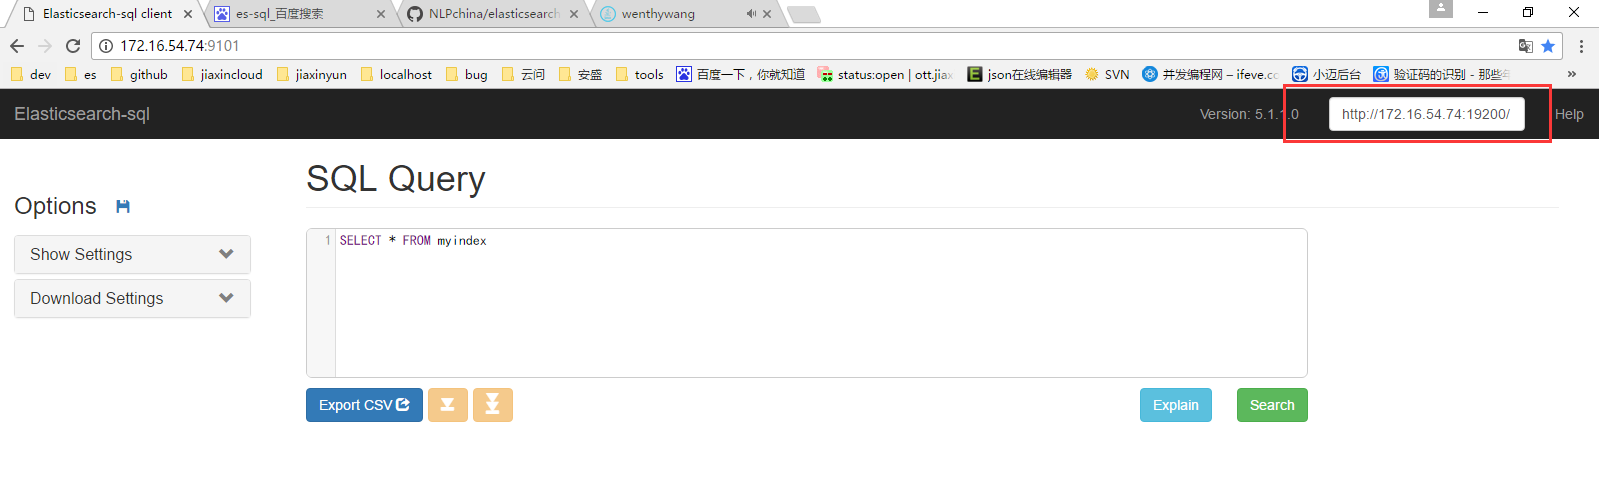 Elasticsearch-sql client
es-sql_百度搜索
NLPchina/elasticsearch
wenthywang
172.16.54.74:9101
dev es github jiaxincloud jiaxinyun localhost bug 云问 安盛 tools 百度一下，你就知道 status:open | ott.jiax json在线编辑器 SVN 并发编程网 – ifeve.co 小迈后台 验证码的识别 - 那些年 »
Elasticsearch-sql Version: 5.1.1.0 http://172.16.54.74:19200/ Help
SQL Query
Options
Show Settings
Download Settings
1 SELECT * FROM myindex
Export CSV Explain Search